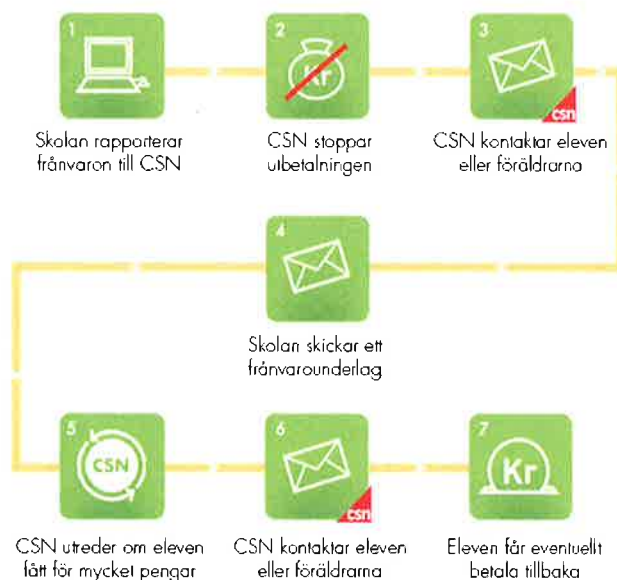 1
Skolan rapporterar
frånvaron till CSN
2
Kr
CSN stoppar
utbetalningen
3
csn
CSN kontaktar eleven
eller föräldrarna
4
Skolan skickar ett
frånvarounderlag
5
CSN
CSN utreder om eleven
fått för mycket pengar
6
csn
CSN kontaktar eleven
eller föräldrarna
7
Kr
Eleven får eventuellt
betala tillbaka